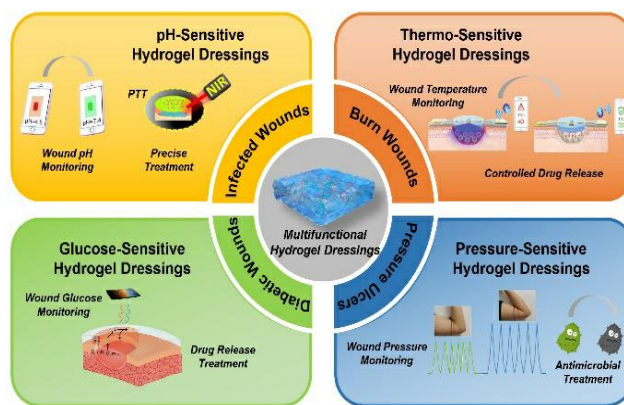 pH-Sensitive
Hydrogel Dressings
PTT
NIR
Wound pH
Monitoring
Precise
Treatment
Thermo-Sensitive
Hydrogel Dressings
Wound Temperature
Monitoring
Controlled Drug Release
Infected Wounds
Burn Wounds
Multifunctional
Hydrogel Dressings
Diabetic Wounds
Pressure Ulcers
Glucose-Sensitive
Hydrogel Dressings
Wound Glucose
Monitoring
Drug Release
Treatment
Pressure-Sensitive
Hydrogel Dressings
Wound Pressure
Monitoring
Antimicrobial
Treatment